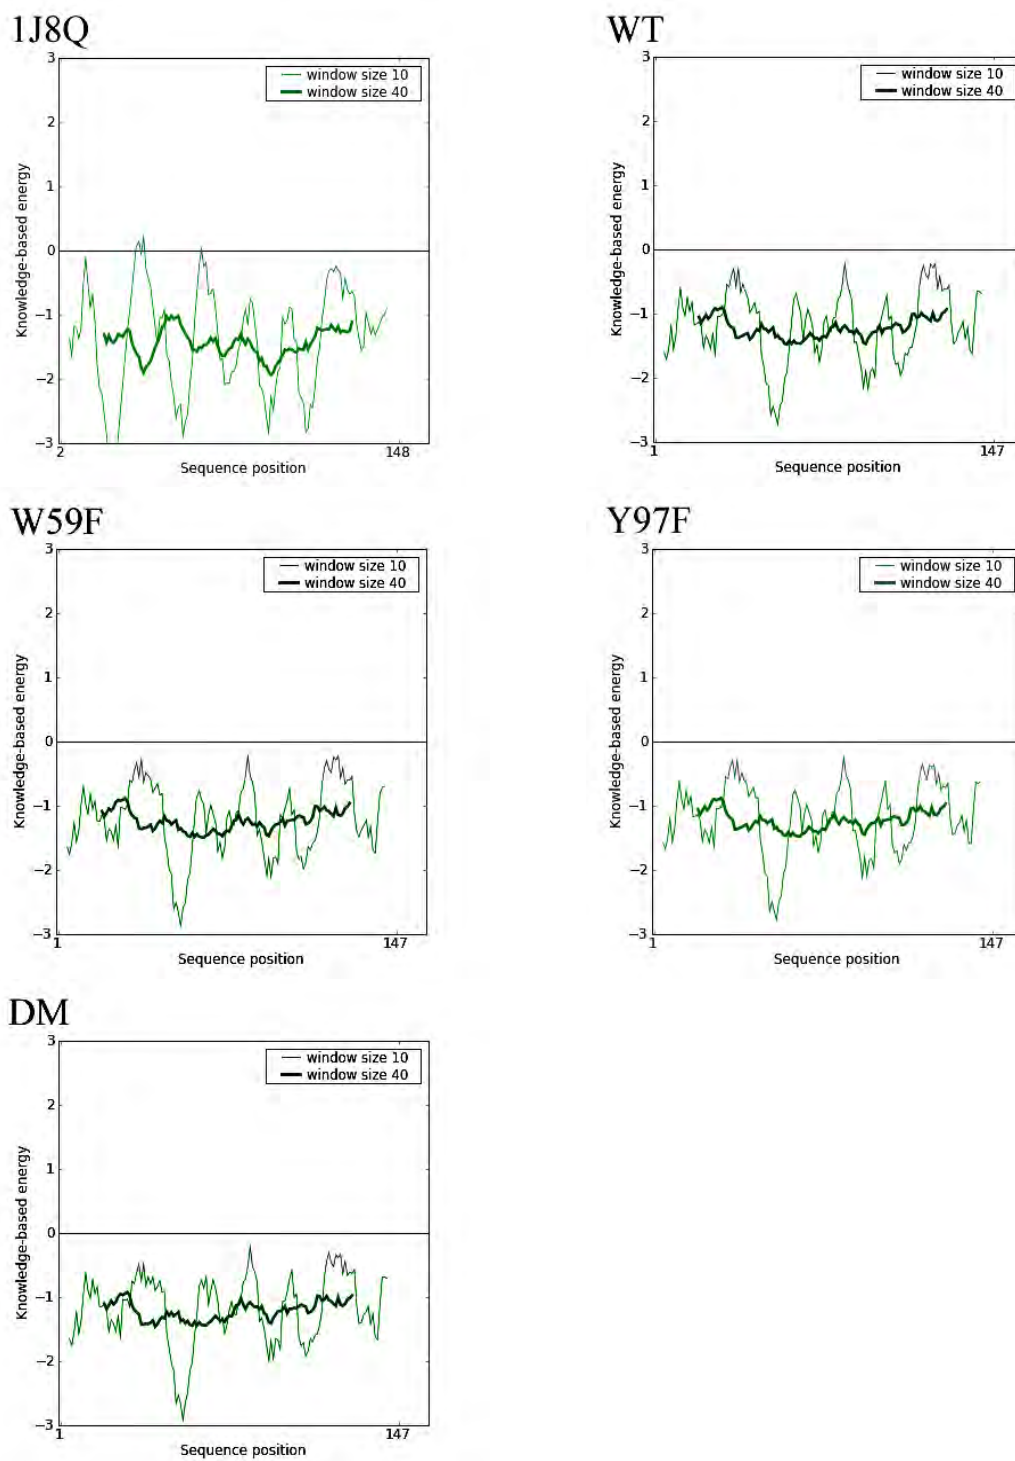 1J8Q
3
window size 10
window size 40
2
1
0
−1
−2
−3
2
148
Knowledge-based energy
Sequence position
WT
3
window size 10
window size 40
2
1
0
−1
−2
−3
1
147
Knowledge-based energy
Sequence position
W59F
3
window size 10
window size 40
2
1
0
−1
−2
−3
1
147
Knowledge-based energy
Sequence position
Y97F
3
window size 10
window size 40
2
1
0
−1
−2
−3
1
147
Knowledge-based energy
Sequence position
DM
3
window size 10
window size 40
2
1
0
−1
−2
−3
1
147
Knowledge-based energy
Sequence position